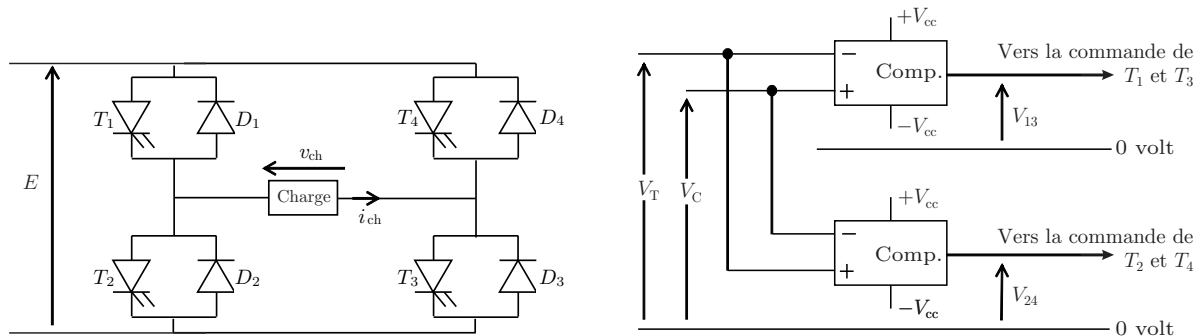 T1
D1
T4
D4
E
vch
Charge
ich
T2
D2
T3
D3
+Vcc
−
Comp.
+
−Vcc
Vers la commande de
T1 et T3
V13
0 volt
VT
VC
+Vcc
−
Comp.
+
−Vcc
Vers la commande de
T2 et T4
V24
0 volt